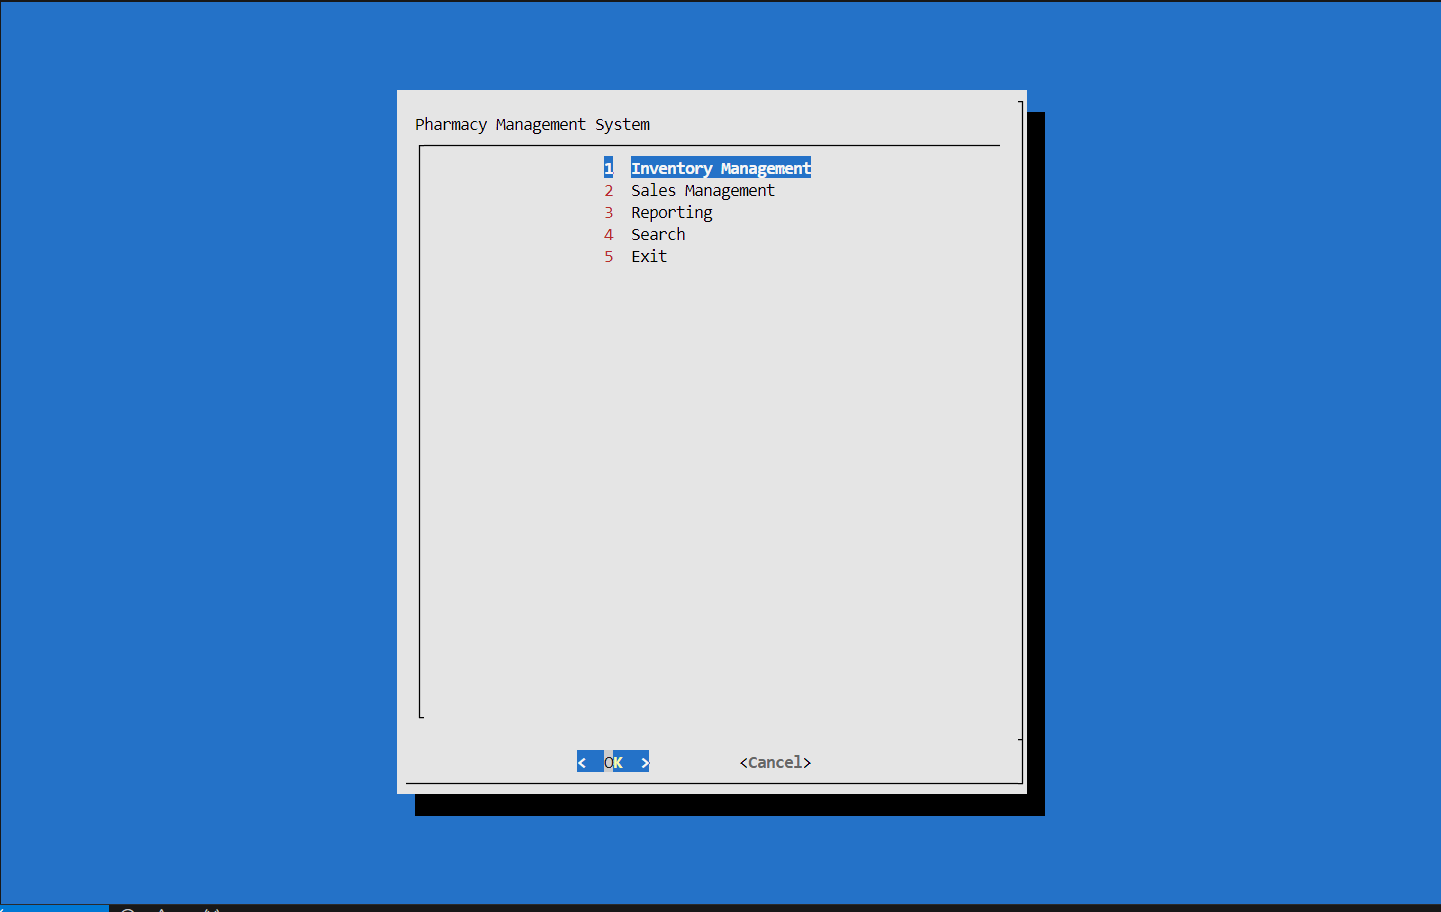 Pharmacy Management System
1 Inventory Management
2 Sales Management
3 Reporting
4 Search
5 Exit
< OK > <Cancel>